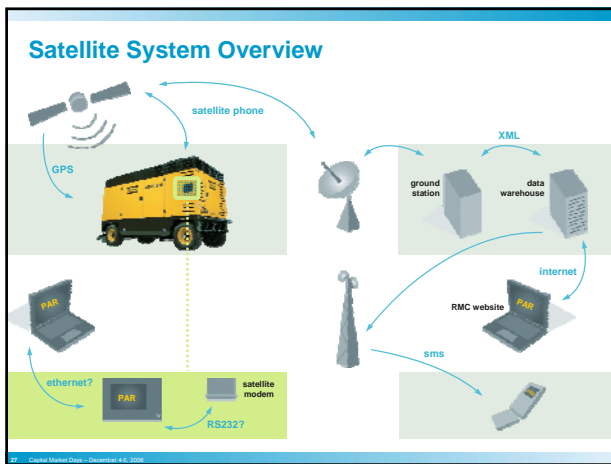 Satellite System Overview
satellite phone
XML
GPS
ground
station
data
warehouse
internet
PAR
RMC website
PAR
sms
ethernet?
PAR
satellite
modem
RS232?
27 Capital Market Days – December 4-5, 2006